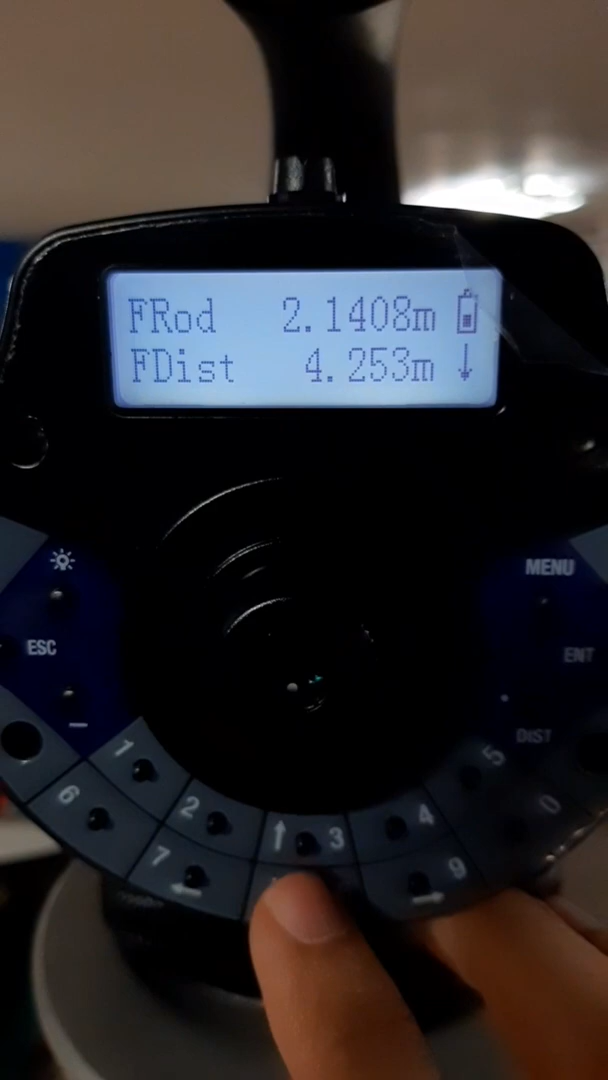 FRod 2.1408m
FDist 4.253m ↓
MENU
ESC
ENT
DIST
1
2
↑ 3
4
5
6
7
9
0